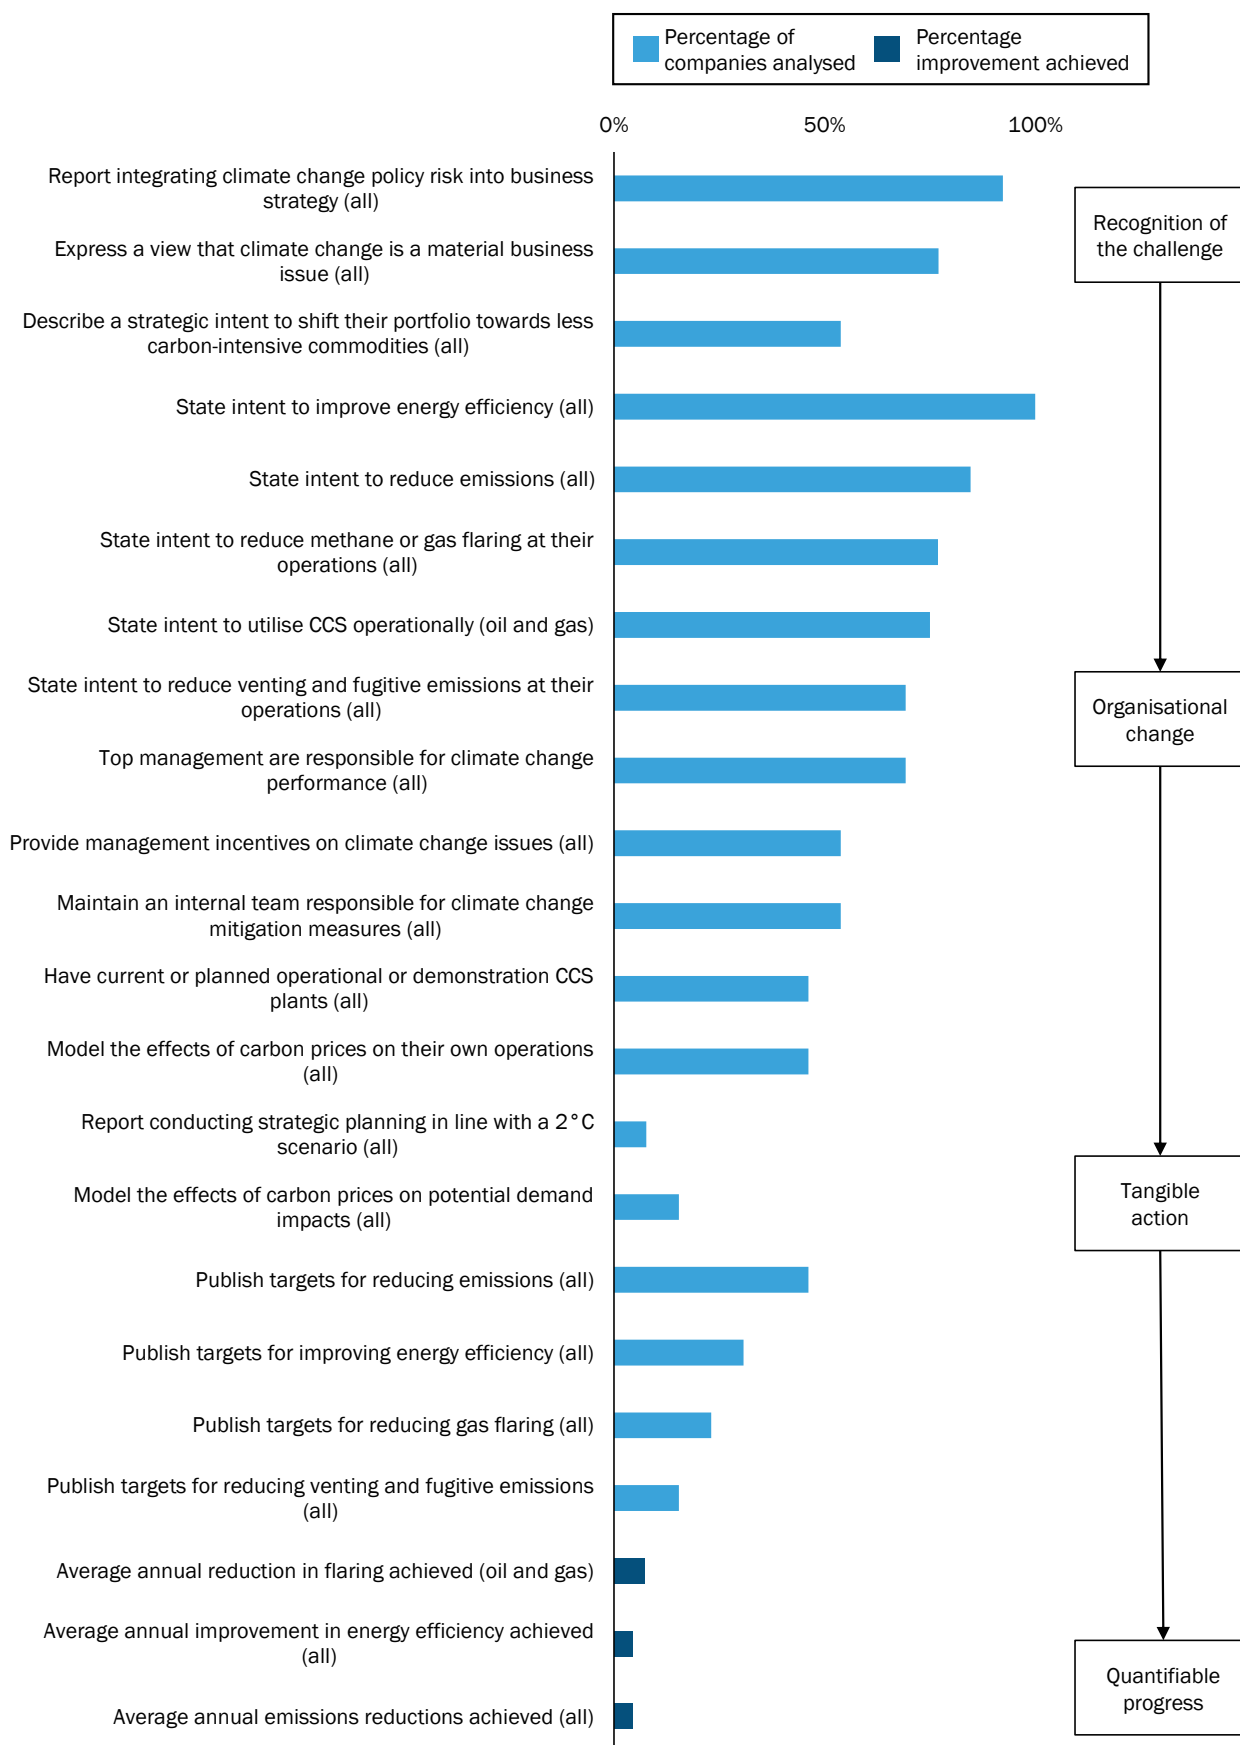 Percentage of
companies analysed
Percentage
improvement achieved
0%
50%
100%
Report integrating climate change policy risk into business
strategy (all)
Express a view that climate change is a material business
issue (all)
Describe a strategic intent to shift their portfolio towards less
carbon-intensive commodities (all)
State intent to improve energy efficiency (all)
State intent to reduce emissions (all)
State intent to reduce methane or gas flaring at their
operations (all)
State intent to utilise CCS operationally (oil and gas)
State intent to reduce venting and fugitive emissions at their
operations (all)
Top management are responsible for climate change
performance (all)
Provide management incentives on climate change issues (all)
Maintain an internal team responsible for climate change
mitigation measures (all)
Have current or planned operational or demonstration CCS
plants (all)
Model the effects of carbon prices on their own operations
(all)
Report conducting strategic planning in line with a 2°C
scenario (all)
Model the effects of carbon prices on potential demand
impacts (all)
Publish targets for reducing emissions (all)
Publish targets for improving energy efficiency (all)
Publish targets for reducing gas flaring (all)
Publish targets for reducing venting and fugitive emissions
(all)
Average annual reduction in flaring achieved (oil and gas)
Average annual improvement in energy efficiency achieved
(all)
Average annual emissions reductions achieved (all)
Recognition of
the challenge
Organisational
change
Tangible
action
Quantifiable
progress